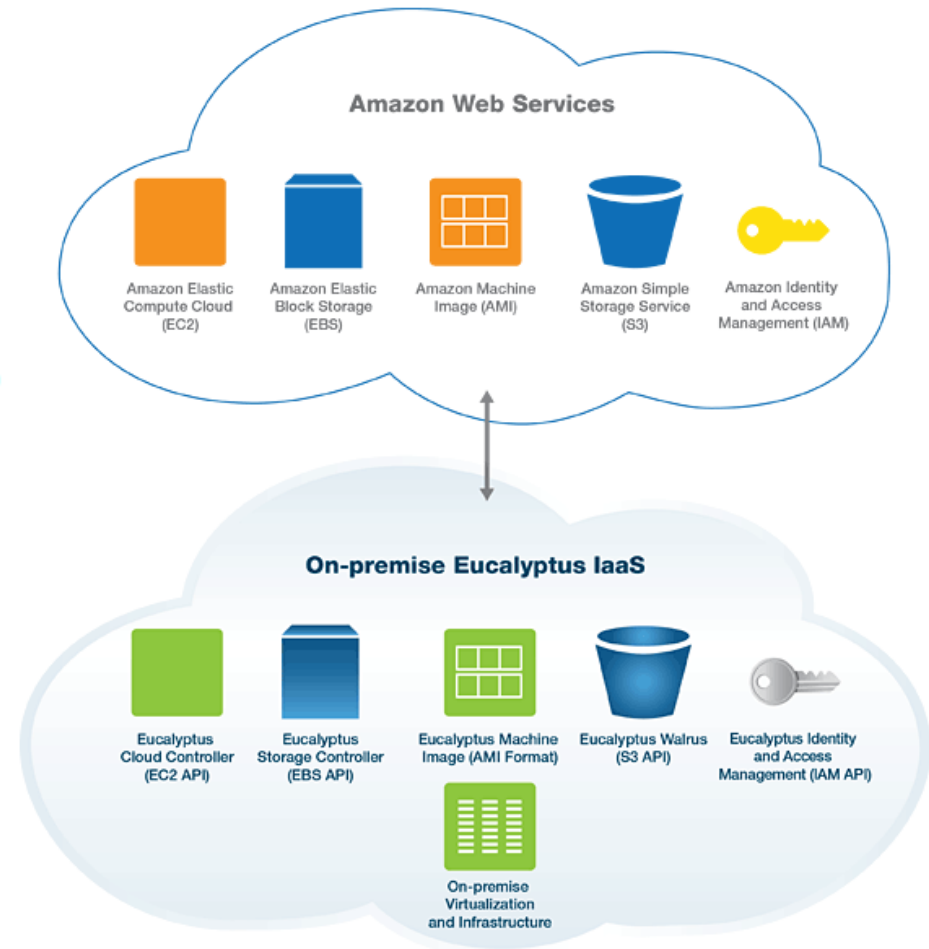 Amazon Web Services
Amazon Elastic
Compute Cloud
(EC2)
Amazon Elastic
Block Storage
(EBS)
Amazon Machine
Image (AMI)
Amazon Simple
Storage Service
(S3)
Amazon Identity
and Access
Management (IAM)
On-premise Eucalyptus IaaS
Eucalyptus
Cloud Controller
(EC2 API)
Eucalyptus
Storage Controller
(EBS API)
Eucalyptus Machine
Image (AMI Format)
Eucalyptus Walrus
(S3 API)
Eucalyptus Identity
and Access
Management (IAM API)
On-premise
Virtualization
and Infrastructure